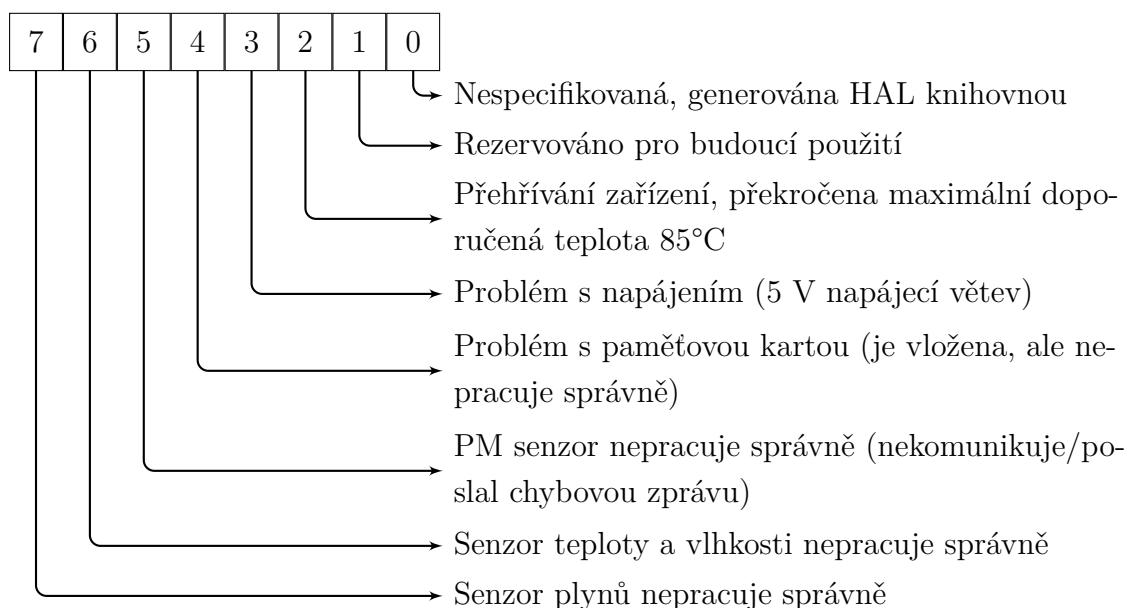 7 6 5 4 3 2 1 0
Nespecifikovaná, generována HAL knihovnou
Rezervováno pro budoucí použití
Přehřívání zařízení, překročena maximální dopo-
ručená teplota 85°C
Problém s napájením (5 V napájecí větev)
Problém s paměťovou kartou (je vložena, ale ne-
pracuje správně)
PM senzor nepracuje správně (nekomunikuje/po-
slal chybovou zprávu)
Senzor teploty a vlhkosti nepracuje správně
Senzor plynů nepracuje správně